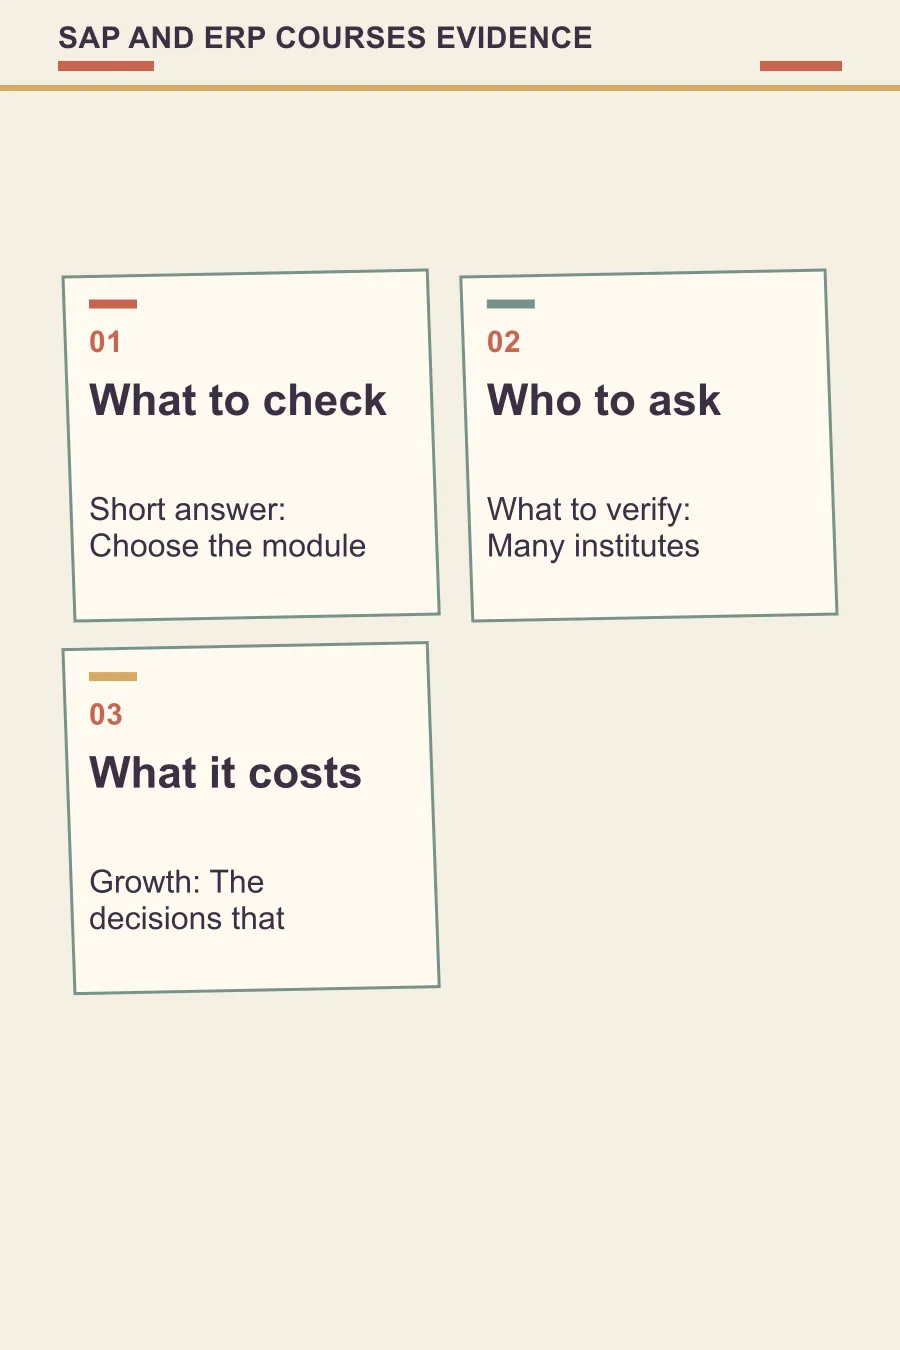 SAP AND ERP COURSES EVIDENCE
01
What to check
Short answer:
Choose the module
02
Who to ask
What to verify:
Many institutes
03
What it costs
Growth: The
decisions that